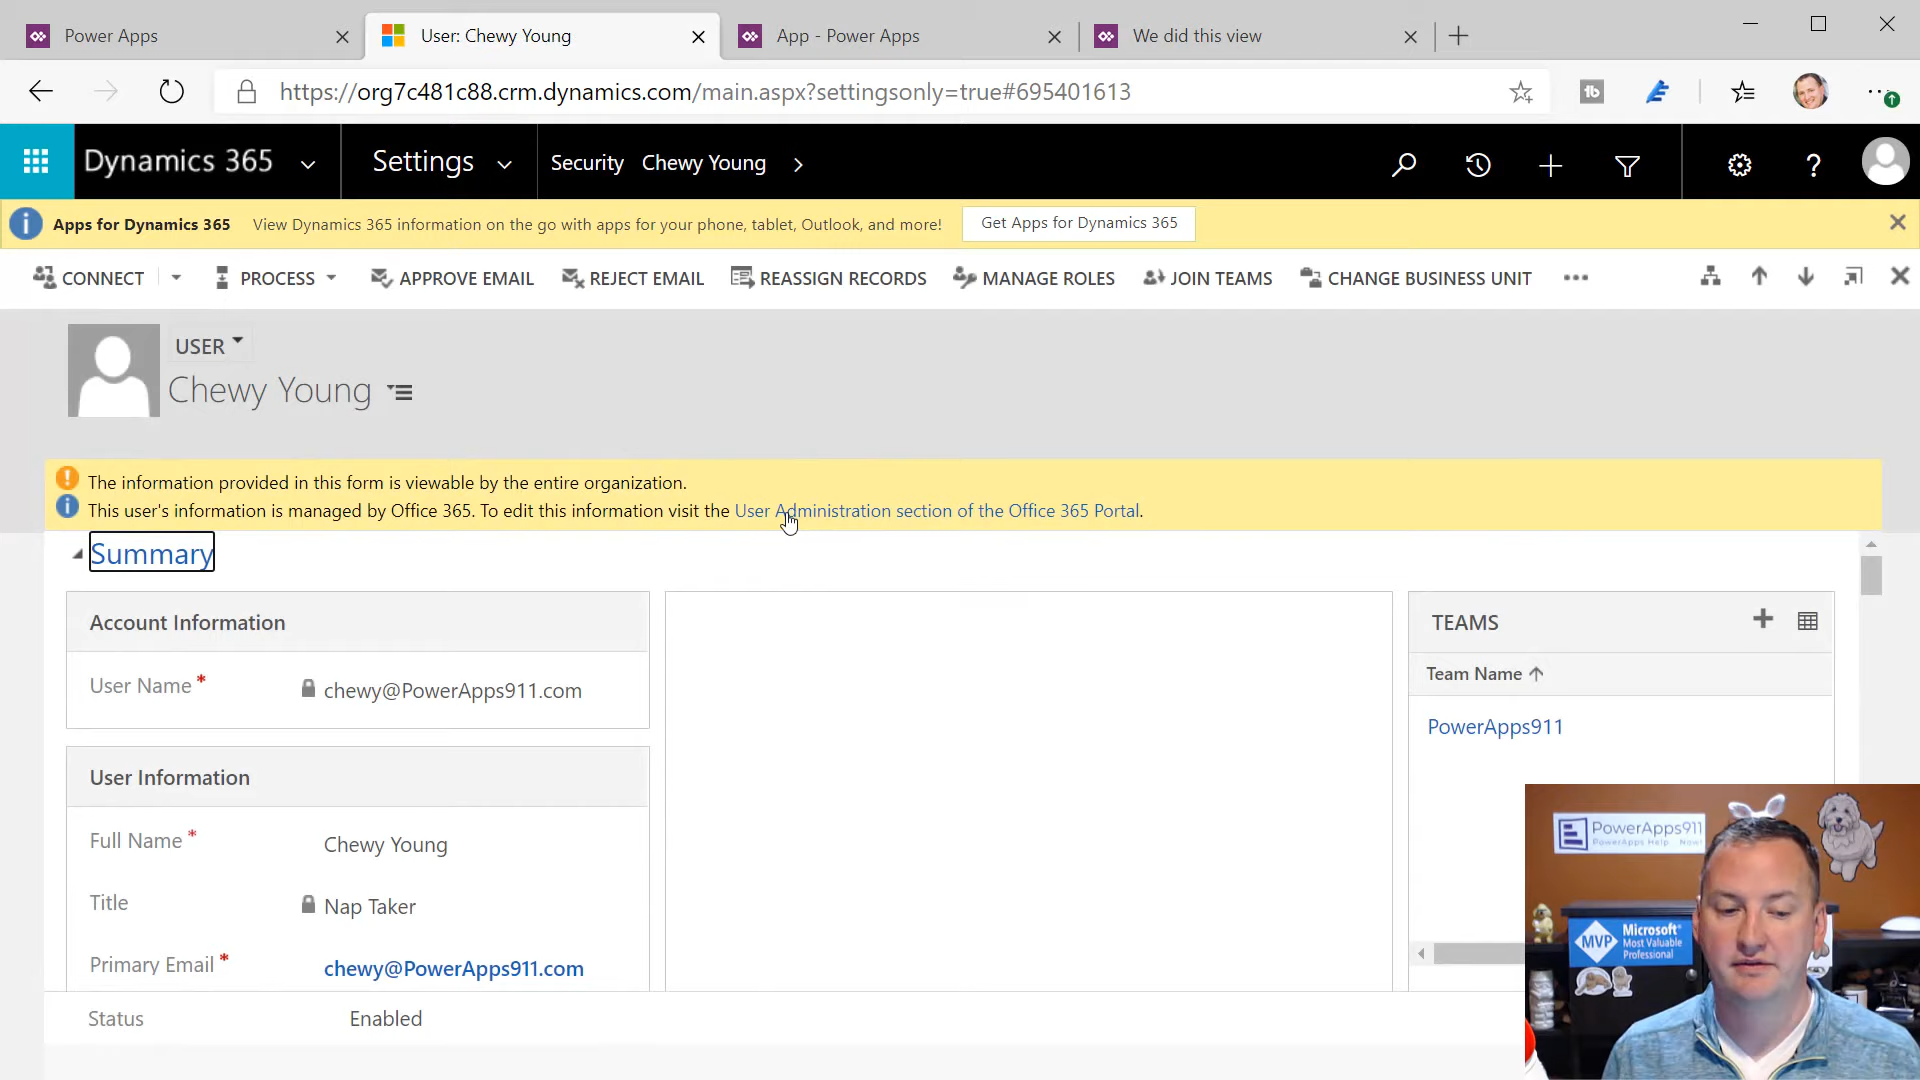 Power Apps
User: Chewy Young
App - Power Apps
We did this view
https://org7c481c88.crm.dynamics.com/main.aspx?settingsonly=true#695401613
Dynamics 365
Settings
Security
Chewy Young
Apps for Dynamics 365
View Dynamics 365 information on the go with apps for your phone, tablet, Outlook, and more!
Get Apps for Dynamics 365
CONNECT
PROCESS
APPROVE EMAIL
REJECT EMAIL
REASSIGN RECORDS
MANAGE ROLES
JOIN TEAMS
CHANGE BUSINESS UNIT
USER
Chewy Young
The information provided in this form is viewable by the entire organization.
This user's information is managed by Office 365. To edit this information visit the User Administration section of the Office 365 Portal.
Summary
Account Information
User Name *
chewy@PowerApps911.com
TEAMS
Team Name
PowerApps911
User Information
Full Name *
Chewy Young
Title
Nap Taker
Primary Email *
chewy@PowerApps911.com
Status
Enabled
PowerApps911
PowerApps Help Now!
MVP
Microsoft
Most Valuable
Professional